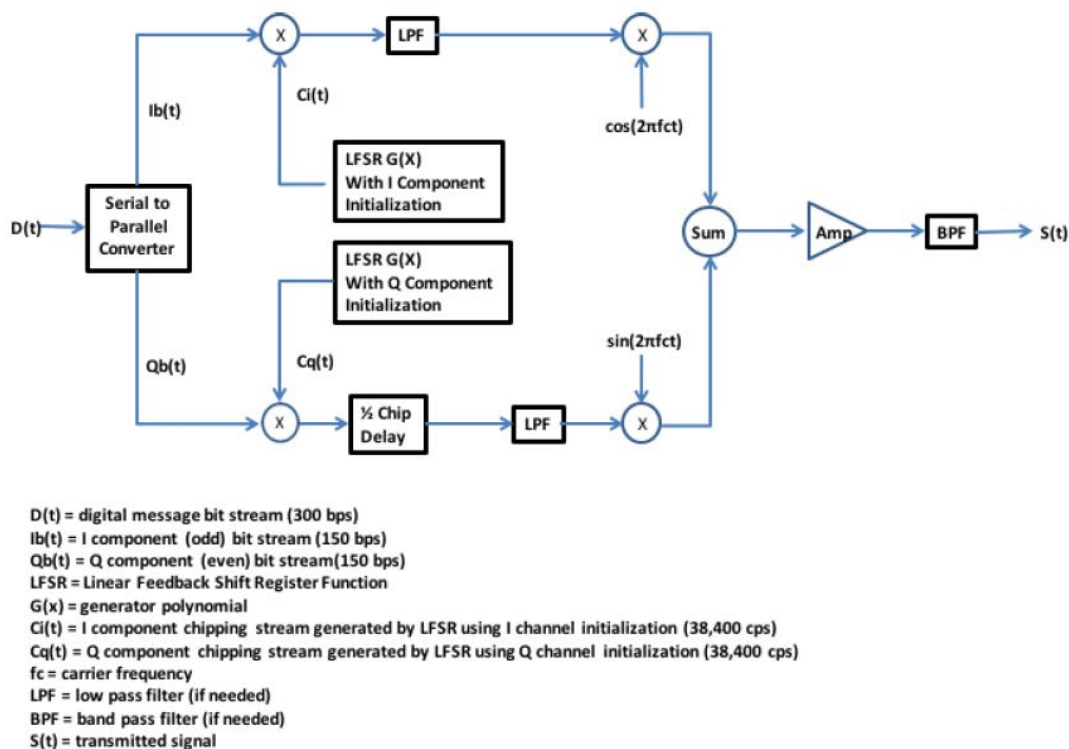 X
LPF
X
Ci(t)
Ib(t)
cos(2πfct)
LFSR G(X)
With I Component
Initialization
Serial to
Parallel
Converter
D(t)
Sum
Amp
BPF
S(t)
LFSR G(X)
With Q Component
Initialization
sin(2πfct)
Qb(t)
Cq(t)
X
½ Chip
Delay
LPF
X
D(t) = digital message bit stream (300 bps)
Ib(t) = I component (odd) bit stream (150 bps)
Qb(t) = Q component (even) bit stream(150 bps)
LFSR = Linear Feedback Shift Register Function
G(x) = generator polynomial
Ci(t) = I component chipping stream generated by LFSR using I channel initialization (38,400 cps)
Cq(t) = Q component chipping stream generated by LFSR using Q channel initialization (38,400 cps)
fc = carrier frequency
LPF = low pass filter (if needed)
BPF = band pass filter (if needed)
S(t) = transmitted signal